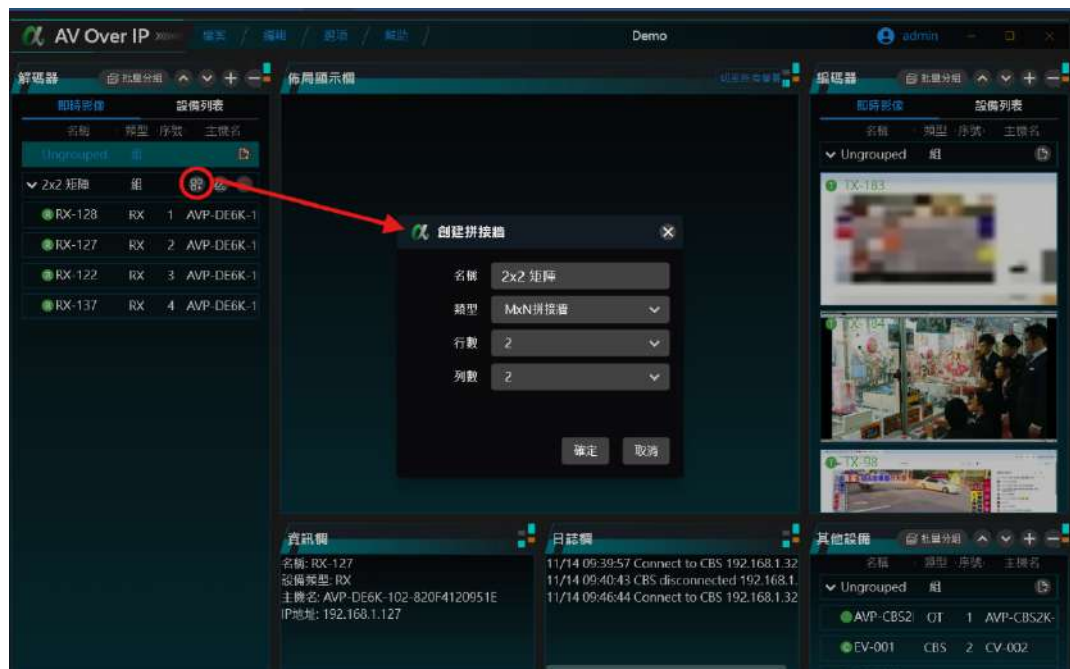 AV Over IP 檔案 / 編輯 / 選項 / 幫助 /
Demo
admin
解碼器 批量分組
即時影像 設備列表
名稱 類型 序號 主機名
Ungrouped 組
2x2 矩陣 組
RX-128 RX 1 AVP-DE6K-1
RX-127 RX 2 AVP-DE6K-1
RX-122 RX 3 AVP-DE6K-1
RX-137 RX 4 AVP-DE6K-1
佈局顯示欄
創建拼接牆
名稱 2x2 矩陣
類型 MxN拼接牆
行數 2
列數 2
確定 取消
編碼器 批量分組
即時影像 設備列表
名稱 類型 序號 主機名
Ungrouped 組
TX-183
TX-184
TX-98
資訊欄
名稱: RX-127
設備類型: RX
主機名: AVP-DE6K-102-820F4120951E
IP地址: 192.168.1.127
日誌欄
11/14 09:39:57 Connect to CBS 192.168.1.32
11/14 09:40:43 CBS disconnected 192.168.1.
11/14 09:46:44 Connect to CBS 192.168.1.32
其他設備 批量分組
名稱 類型 序號 主機名
Ungrouped 組
AVP-CBS2 OT 1 AVP-CBS2K-
EV-001 CBS 2 CV-002